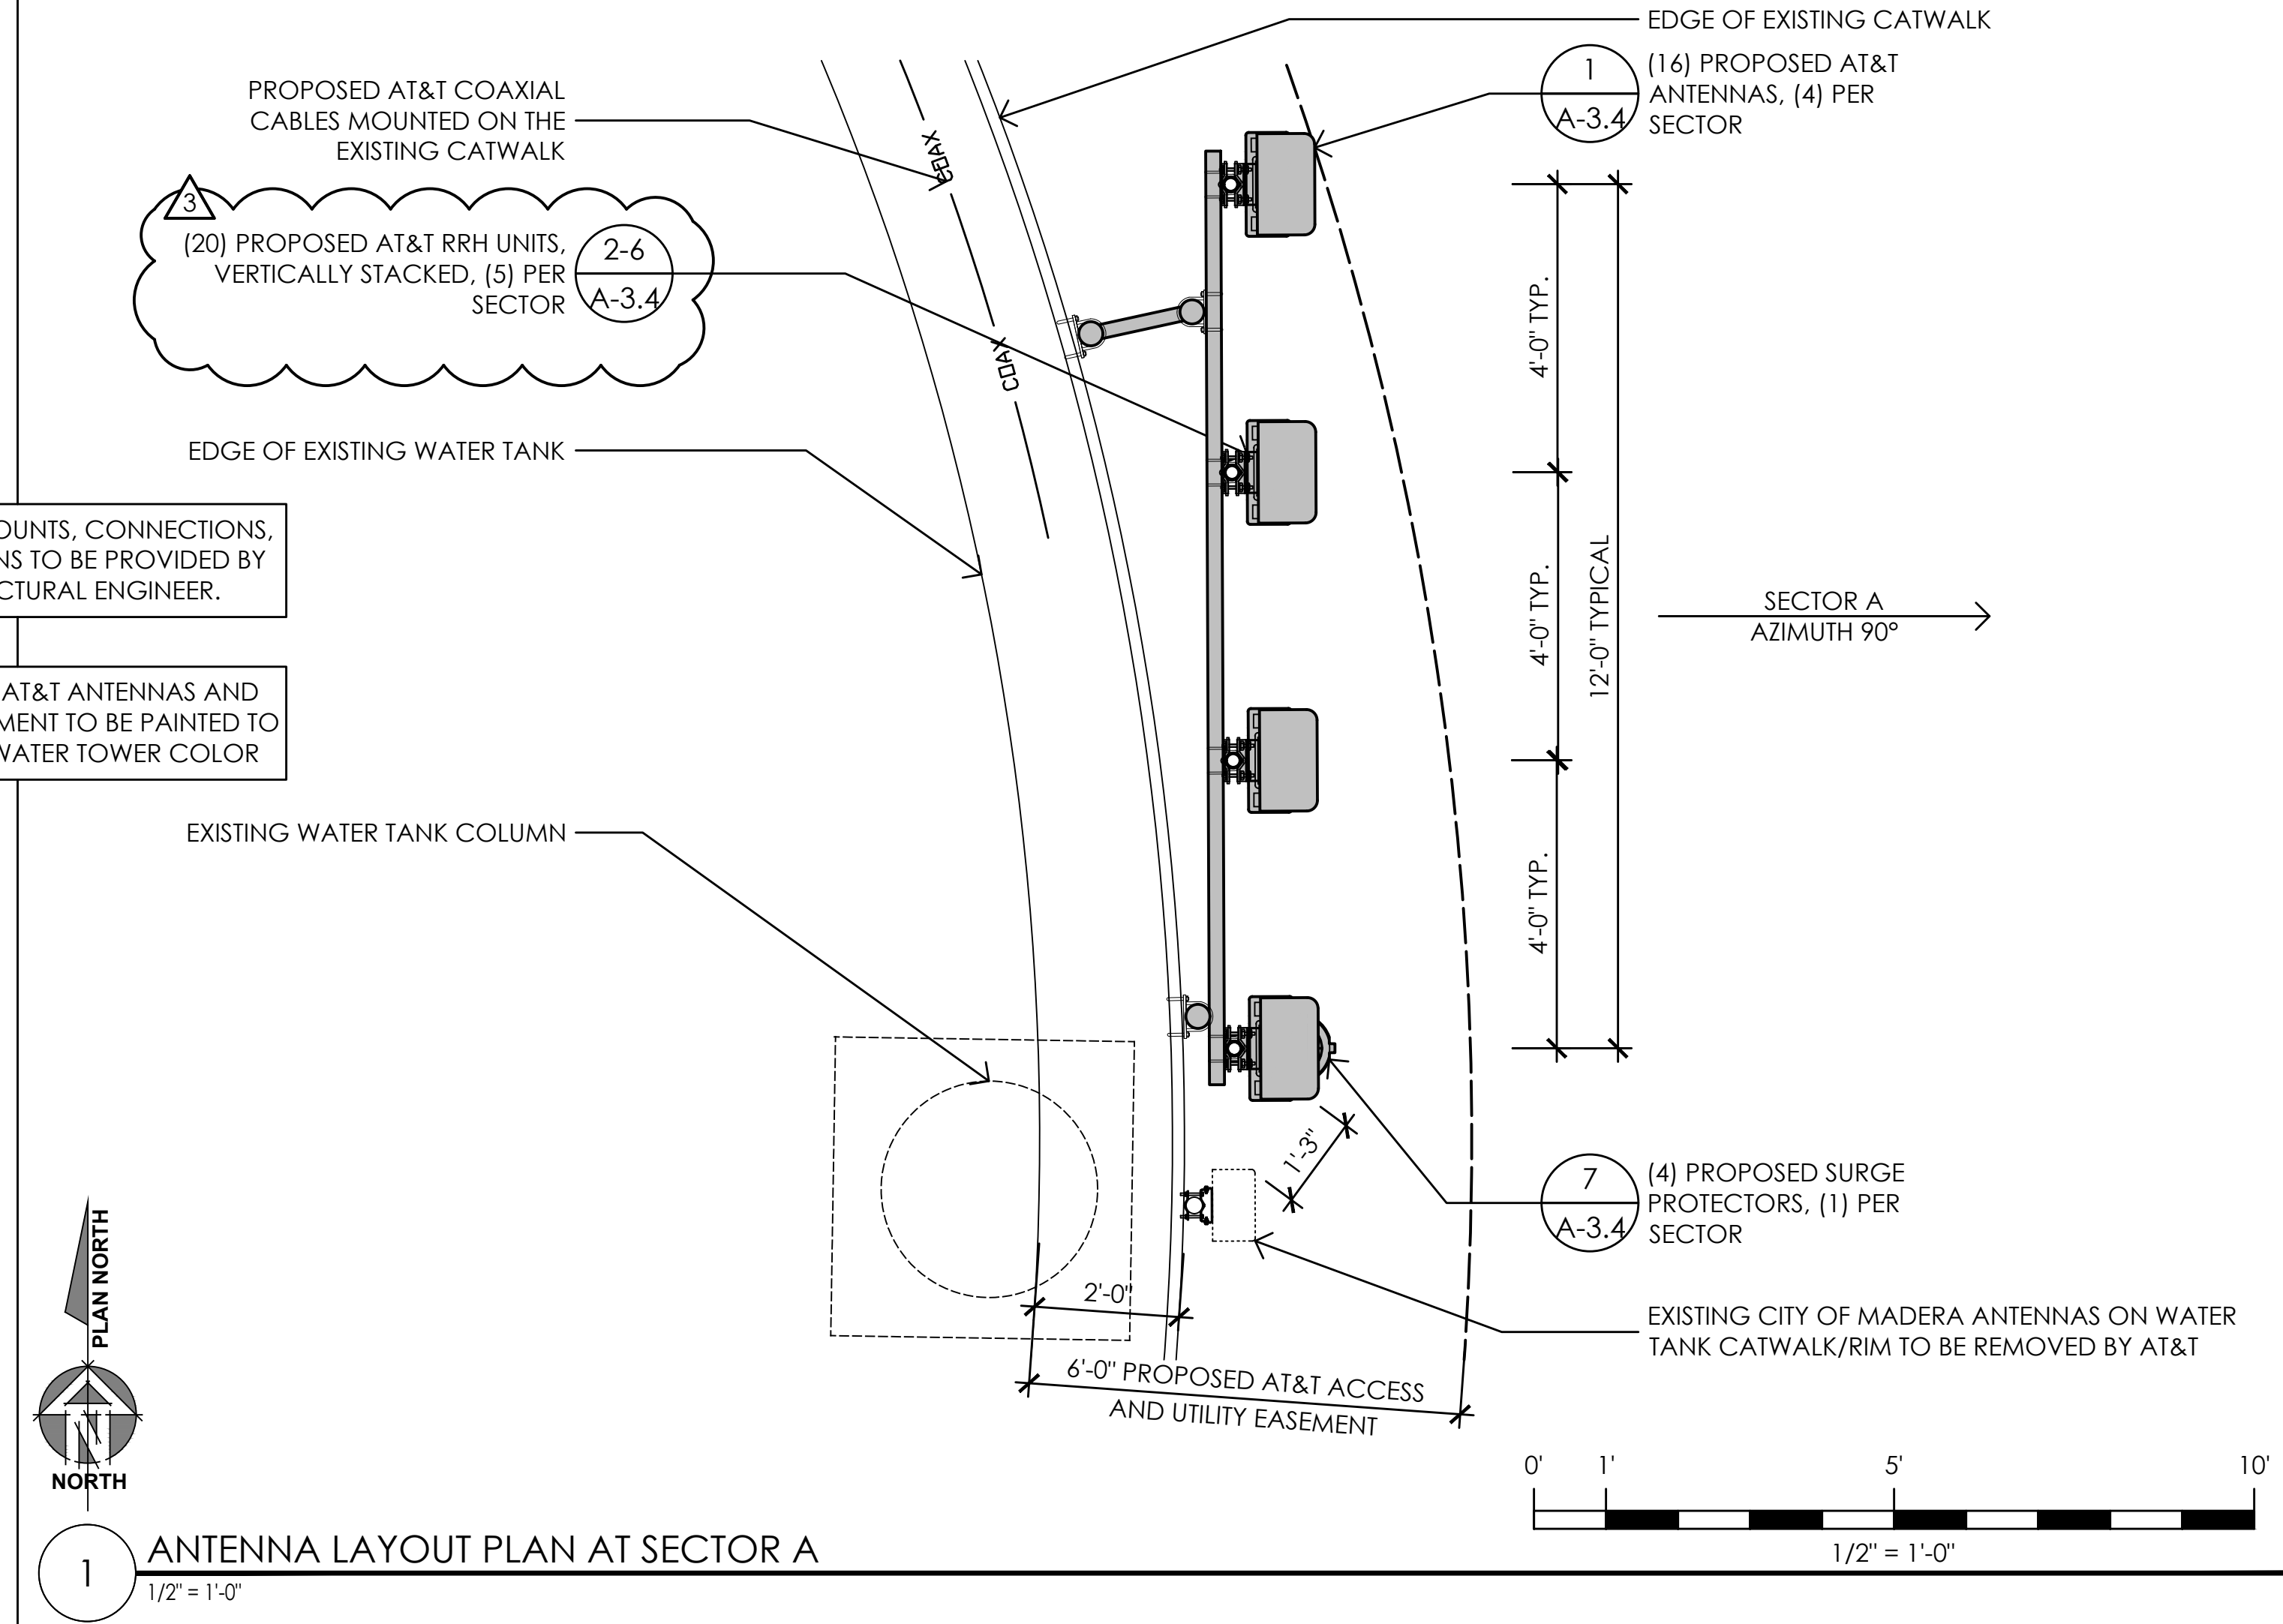 EDGE OF EXISTING CATWALK
1
A-3.4
(16) PROPOSED AT&T
ANTENNAS, (4) PER
SECTOR
PROPOSED AT&T COAXIAL
CABLES MOUNTED ON THE
EXISTING CATWALK
COAX
3
(20) PROPOSED AT&T RRH UNITS,
VERTICALLY STACKED, (5) PER
SECTOR
2-6
A-3.4
COAX
4'-0" TYP.
EDGE OF EXISTING WATER TANK
OUNTS, CONNECTIONS,
NS TO BE PROVIDED BY
CTURAL ENGINEER.
4'-0" TYP.
12'-0" TYPICAL
SECTOR A
AZIMUTH 90°
AT&T ANTENNAS AND
MENT TO BE PAINTED TO
WATER TOWER COLOR
EXISTING WATER TANK COLUMN
4'-0" TYP.
1'-3"
7
A-3.4
(4) PROPOSED SURGE
PROTECTORS, (1) PER
SECTOR
2'-0"
EXISTING CITY OF MADERA ANTENNAS ON WATER
TANK CATWALK/RIM TO BE REMOVED BY AT&T
6'-0" PROPOSED AT&T ACCESS
AND UTILITY EASEMENT
PLAN NORTH
N
NORTH
0' 1' 5' 10'
1/2" = 1'-0"
1
ANTENNA LAYOUT PLAN AT SECTOR A
1/2" = 1'-0"